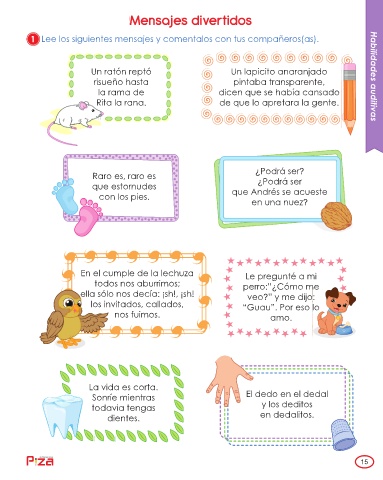 Mensajes divertidos
1 Lee los siguientes mensajes y coméntalos con tus compañeros(as).
Habilidades auditivas
Un ratón reptó
risueño hasta
la rama de
Rita la rana.
Un lapicito anaranjado
pintaba transparente,
dicen que se había cansado
de que lo apretara la gente.
Raro es, raro es
que estornudes
con los pies.
¿Podrá ser?
¿Podrá ser
que Andrés se acueste
en una nuez?
En el cumple de la lechuza
todos nos aburrimos;
ella sólo nos decía: ¡sh!, ¡sh!
los invitados, callados,
nos fuimos.
Le pregunté a mi
perro:"¿Cómo me
veo?" y me dijo:
"Guau". Por eso lo
amo.
La vida es corta.
Sonríe mientras
todavía tengas
dientes.
El dedo en el dedal
y los deditos
en dedalitos.
15